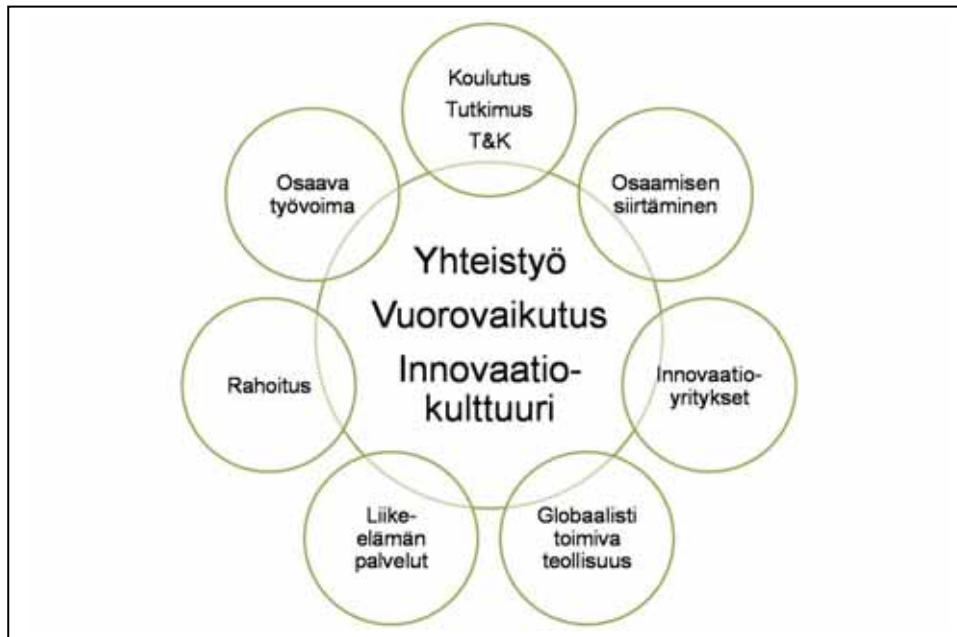 Koulutus
Tutkimus
T&K
Osaava
työvoima
Osaamisen
siirtäminen
Yhteistyö
Vuorovaikutus
Innovaatio-
kulttuuri
Rahoitus
Innovaatio-
yritykset
Liike-
elämän
palvelut
Globaalisti
toimiva
teollisuus